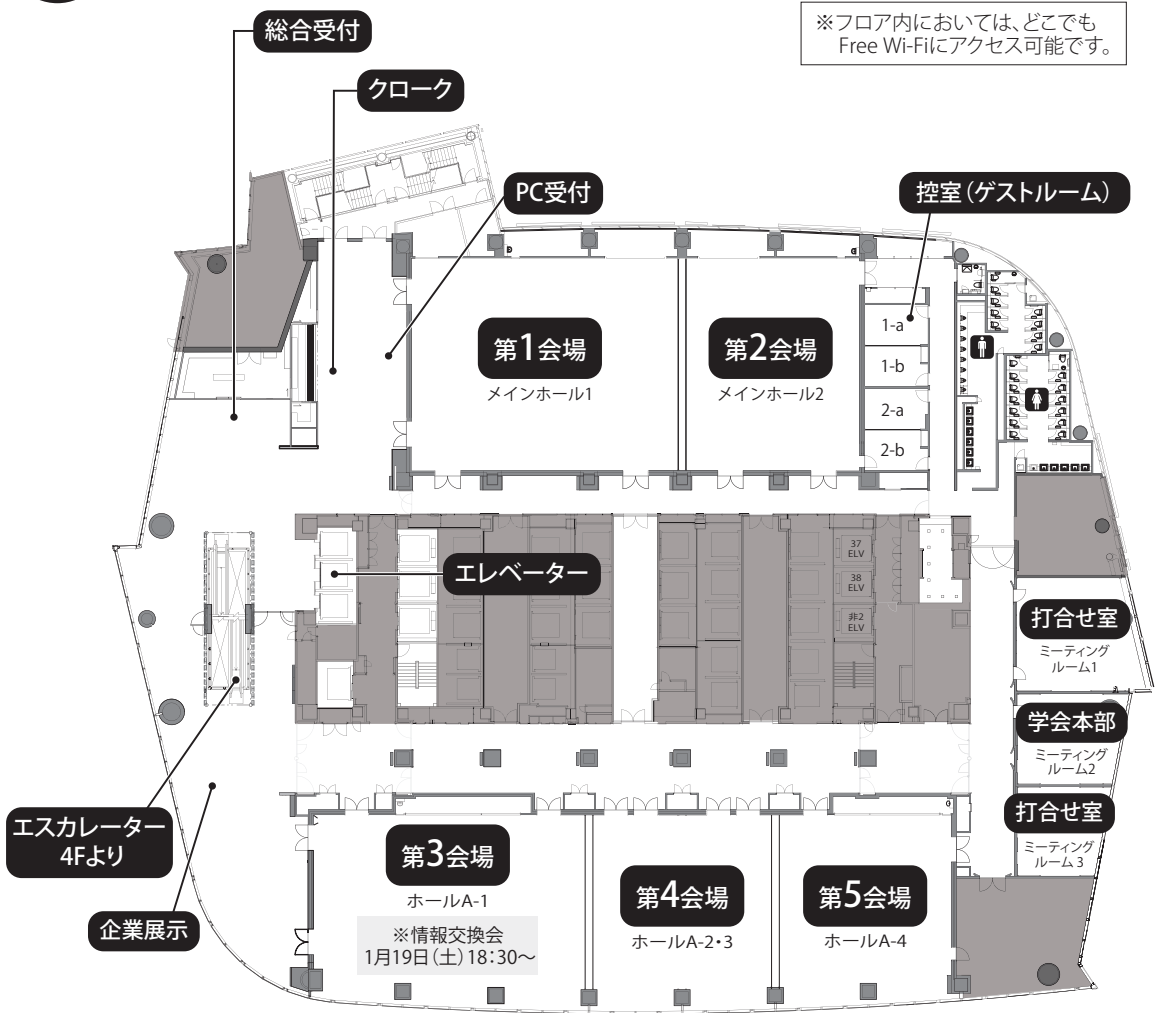 総合受付
※フロア内においては、どこでも
Free Wi-Fiにアクセス可能です。
クローク
PC受付
控室（ゲストルーム）
第1会場
メインホール1
第2会場
メインホール2
1-a
1-b
2-a
2-b
エレベーター
37
ELV
38
ELV
非2
ELV
打合せ室
ミーティング
ルーム1
学会本部
ミーティング
ルーム2
打合せ室
ミーティング
ルーム 3
エスカレーター
4Fより
企業展示
第3会場
ホールA-1
※情報交換会
1月19日（土）18：30～
第4会場
ホールA-2・3
第5会場
ホールA-4